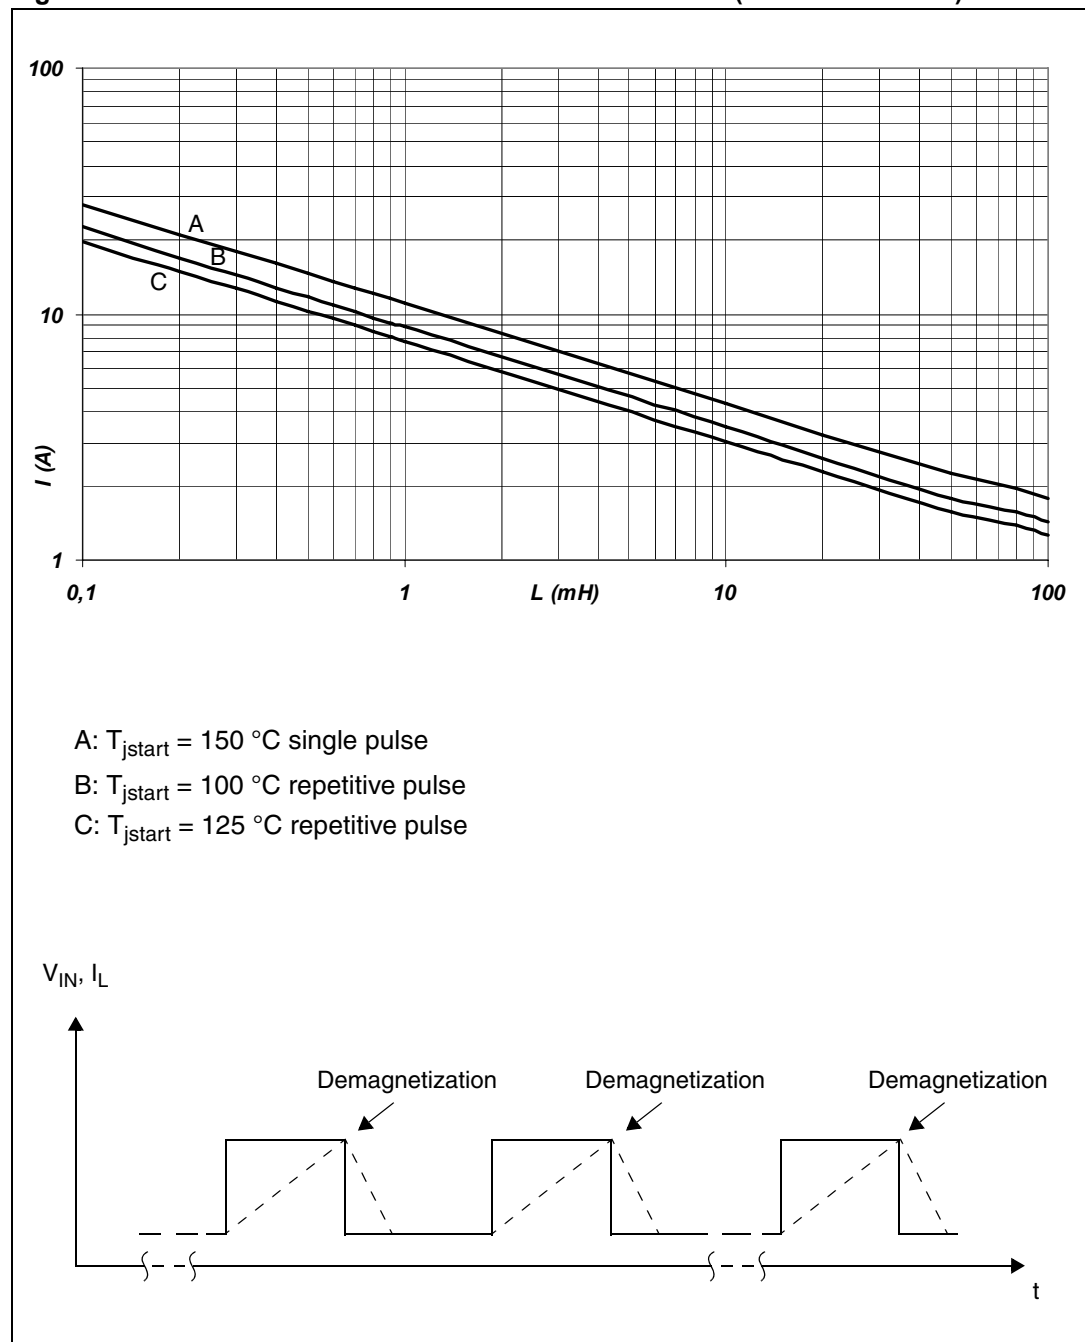 100
A
B
C
10
I (A)
1
0,1 1 L (mH) 10 100
A: Tjstart = 150 °C single pulse
B: Tjstart = 100 °C repetitive pulse
C: Tjstart = 125 °C repetitive pulse
VIN, IL
Demagnetization Demagnetization Demagnetization
t